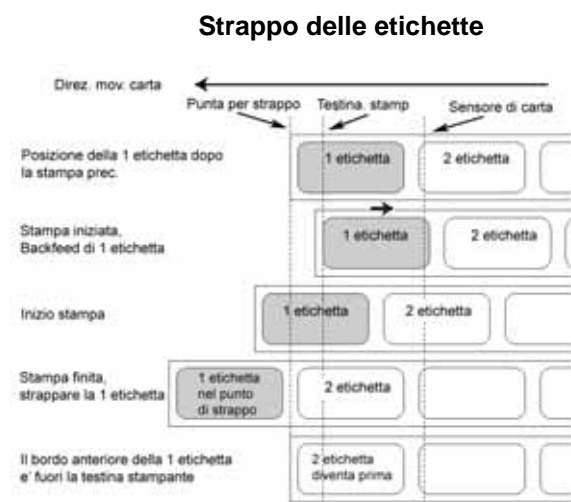 Strappo delle etichette
Direz. mov. carta
Punta per strappo
Testina. stamp
Sensore di carta
Posizione della 1 etichetta dopo
la stampa prec.
1 etichetta
2 etichetta
Stampa iniziata,
Backfeed di 1 etichetta
1 etichetta
2 etichetta
Inizio stampa
1 etichetta
2 etichetta
Stampa finita,
strappare la 1 etichetta
1 etichetta
nel punto
di strappo
2 etichetta
Il bordo anteriore della 1 etichetta
e' fuori la testina stampante
2 etichetta
diventa prima